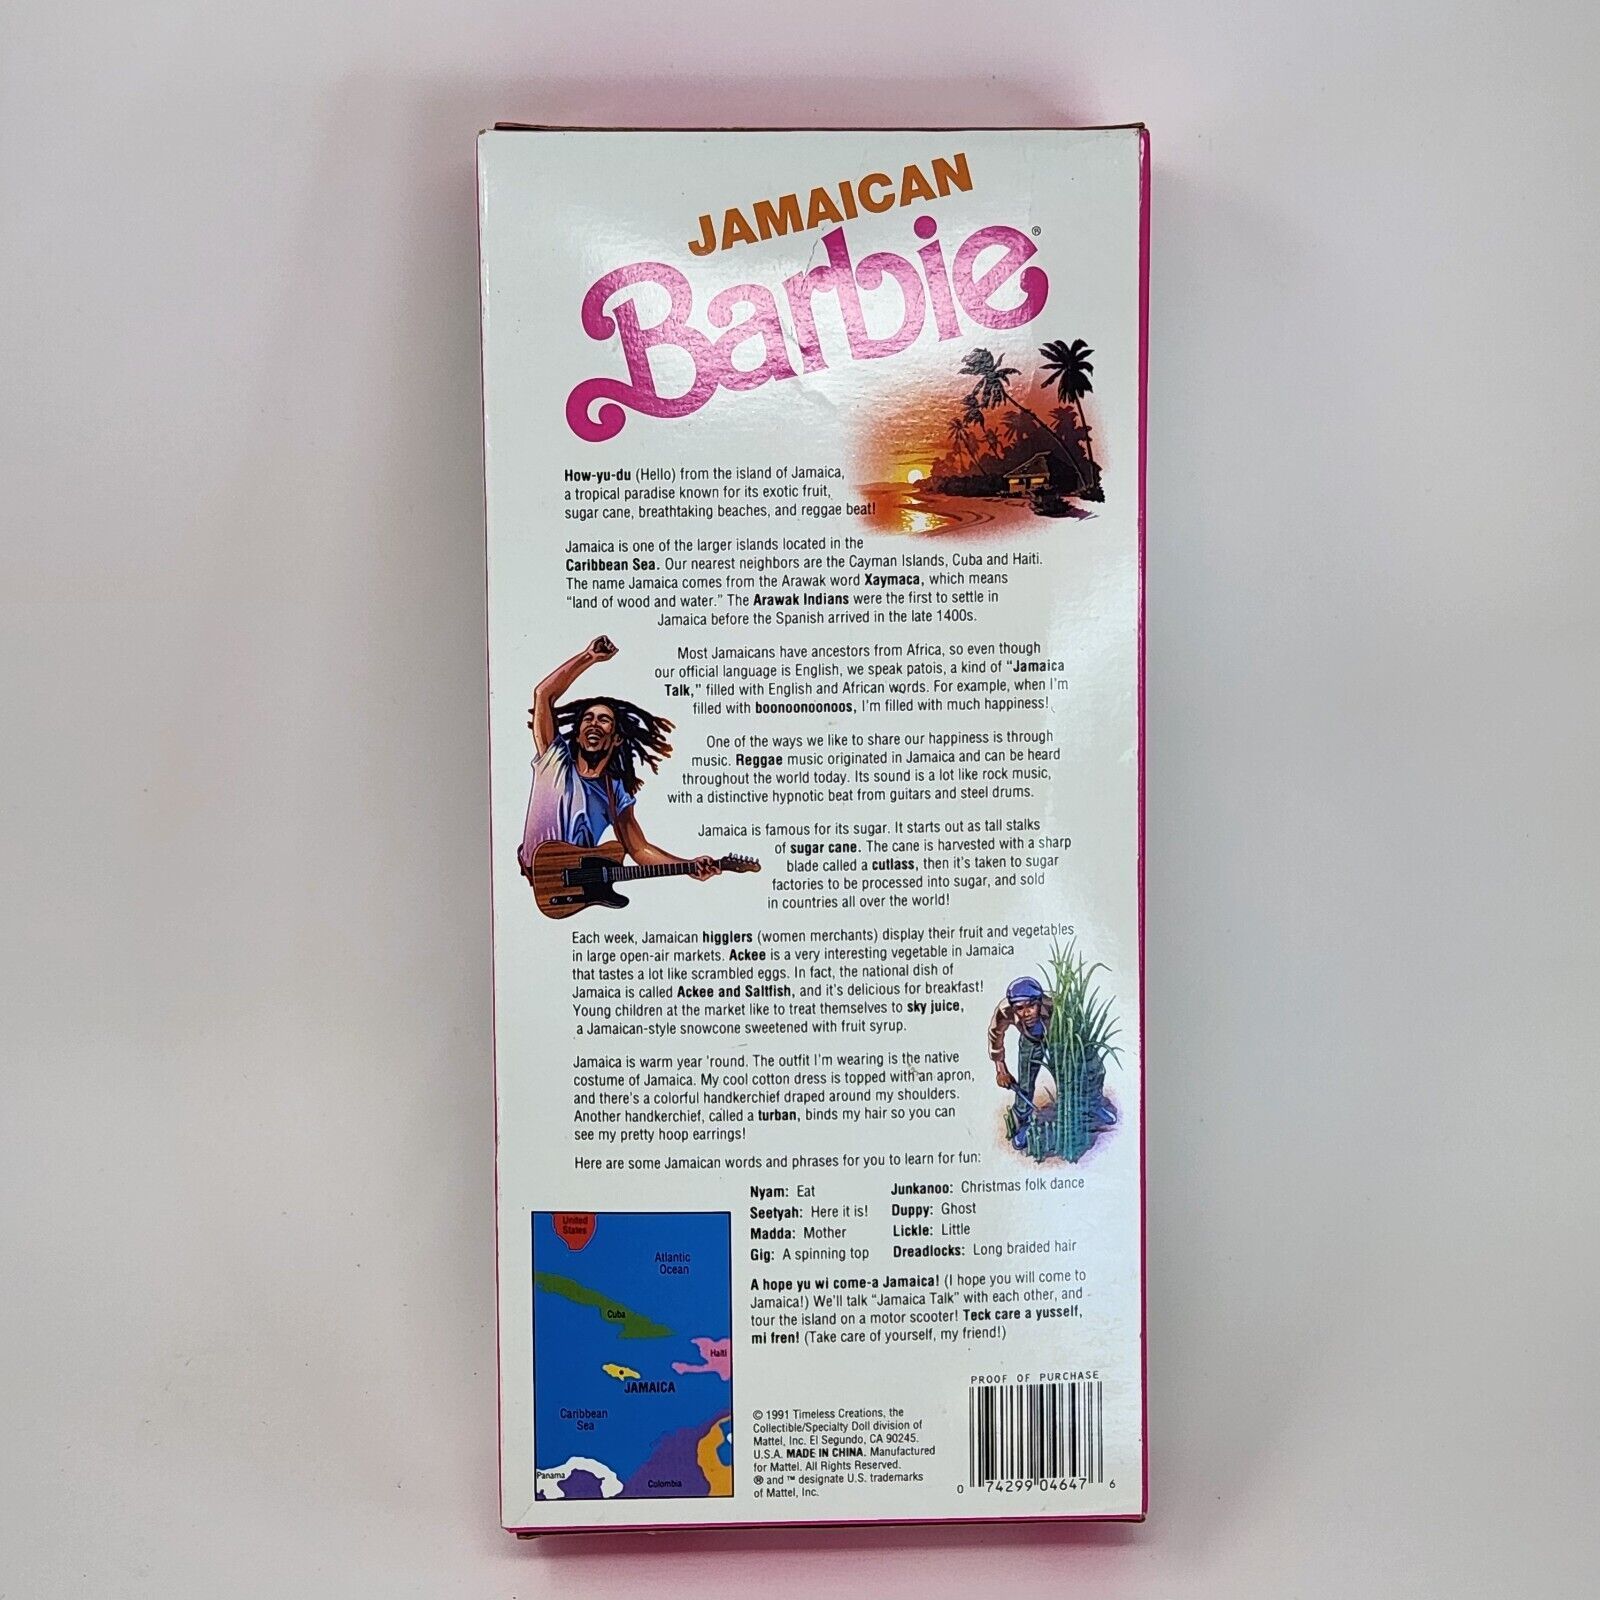 JAMAICAN
Barbie®
How-yu-du (Hello) from the island of Jamaica,
a tropical paradise known for its exotic fruit,
sugar cane, breathtaking beaches, and reggae beat!
Jamaica is one of the larger islands located in the
Caribbean Sea. Our nearest neighbors are the Cayman Islands, Cuba and Haiti.
The name Jamaica comes from the Arawak word Xaymaca, which means
"land of wood and water." The Arawak Indians were the first to settle in
Jamaica before the Spanish arrived in the late 1400s.
Most Jamaicans have ancestors from Africa, so even though
our official language is English, we speak patois, a kind of "Jamaica
Talk," filled with English and African words. For example, when I'm
filled with boonoonoonoos, I'm filled with much happiness!
One of the ways we like to share our happiness is through
music. Reggae music originated in Jamaica and can be heard
throughout the world today. Its sound is a lot like rock music,
with a distinctive hypnotic beat from guitars and steel drums.
Jamaica is famous for its sugar. It starts out as tall stalks
of sugar cane. The cane is harvested with a sharp
blade called a cutlass, then it's taken to sugar
factories to be processed into sugar, and sold
in countries all over the world!
Each week, Jamaican higglers (women merchants) display their fruit and vegetables
in large open-air markets. Ackee is a very interesting vegetable in Jamaica
that tastes a lot like scrambled eggs. In fact, the national dish of
Jamaica is called Ackee and Saltfish, and it's delicious for breakfast!
Young children at the market like to treat themselves to sky juice,
a Jamaican-style snowcone sweetened with fruit syrup.
Jamaica is warm year 'round. The outfit I'm wearing is the native
costume of Jamaica. My cool cotton dress is topped with an apron,
and there's a colorful handkerchief draped around my shoulders.
Another handkerchief, called a turban, binds my hair so you can
see my pretty hoop earrings!
Here are some Jamaican words and phrases for you to learn for fun:
Nyam: Eat
Seetyah: Here it is!
Madda: Mother
Gig: A spinning top
Junkanoo: Christmas folk dance
Duppy: Ghost
Lickle: Little
Dreadlocks: Long braided hair
A hope yu wi come-a Jamaica! (I hope you will come to
Jamaica!) We'll talk "Jamaica Talk" with each other, and
tour the island on a motor scooter! Teck care a yusself,
mi fren! (Take care of yourself, my friend!)
United
States
Atlantic
Ocean
Cuba
Haiti
JAMAICA
Caribbean
Sea
Panama
Colombia
© 1991 Timeless Creations, the
Collectible/Specialty Doll division of
Mattel, Inc. El Segundo, CA 90245.
U.S.A. MADE IN CHINA. Manufactured
for Mattel. All Rights Reserved.
® and ™ designate U.S. trademarks
of Mattel, Inc.
PROOF OF PURCHASE
0 74299 04647 6